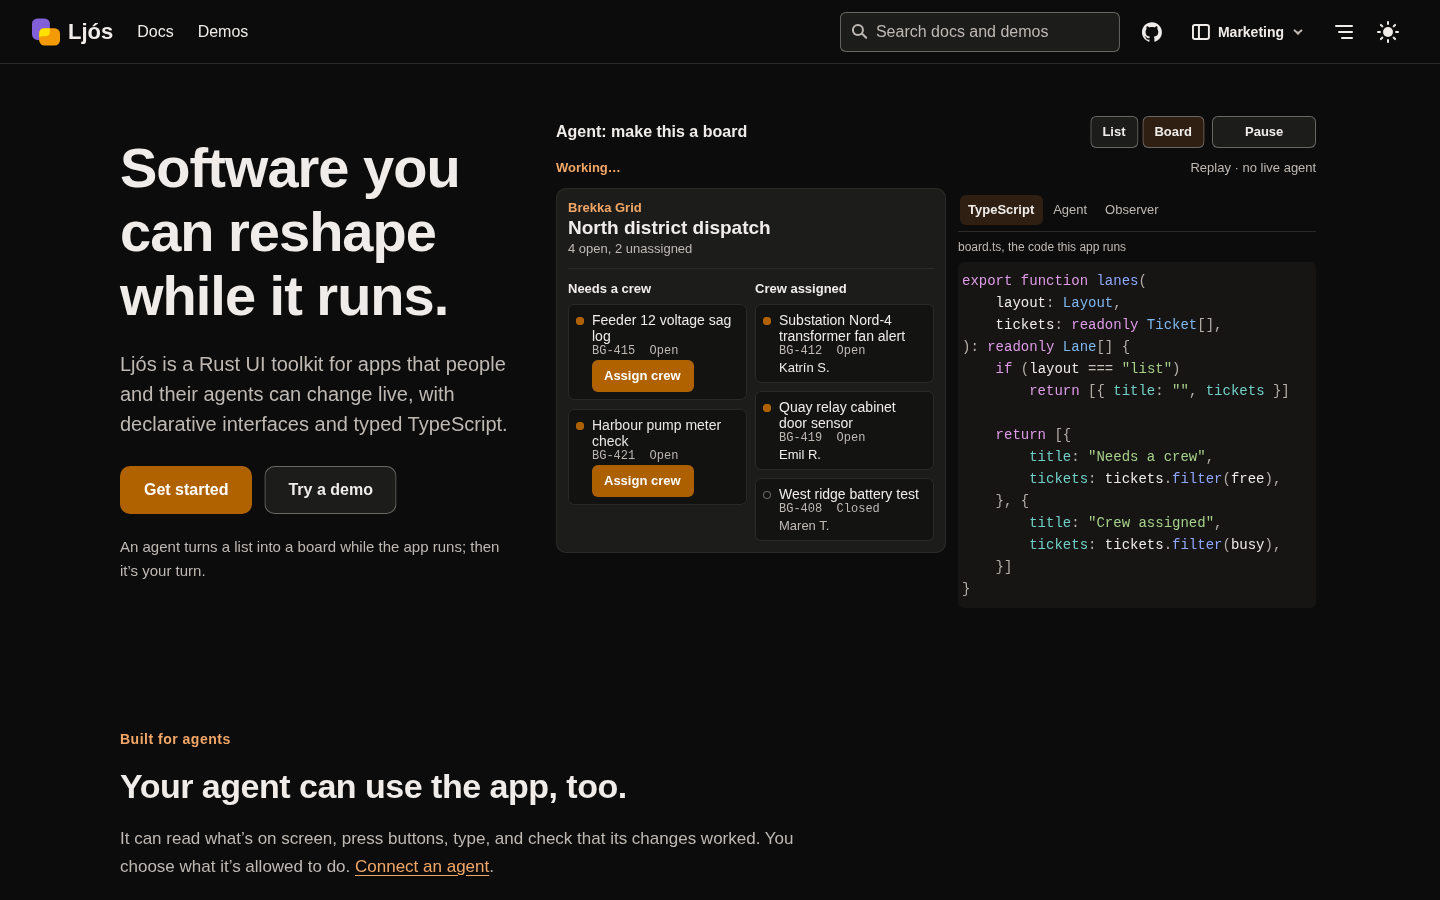 Ljós
Docs
Demos
Search docs and demos
Marketing
Software you
can reshape
while it runs.
Ljós is a Rust UI toolkit for apps that people
and their agents can change live, with
declarative interfaces and typed TypeScript.
Get started
Try a demo
An agent turns a list into a board while the app runs; then
it’s your turn.
Agent: make this a board
List
Board
Pause
Working…
Replay · no live agent
Brekka Grid
North district dispatch
4 open, 2 unassigned
Needs a crew
Feeder 12 voltage sag
log
BG-415 Open
Assign crew
Harbour pump meter
check
BG-421 Open
Assign crew
Crew assigned
Substation Nord-4
transformer fan alert
BG-412 Open
Katrín S.
Quay relay cabinet
door sensor
BG-419 Open
Emil R.
West ridge battery test
BG-408 Closed
Maren T.
TypeScript
Agent
Observer
board.ts, the code this app runs
export function lanes(
    layout: Layout,
    tickets: readonly Ticket[],
): readonly Lane[] {
    if (layout === "list")
        return [{ title: "", tickets }]
    return [{
        title: "Needs a crew",
        tickets: tickets.filter(free),
    }, {
        title: "Crew assigned",
        tickets: tickets.filter(busy),
    }]
}
Built for agents
Your agent can use the app, too.
It can read what’s on screen, press buttons, type, and check that its changes worked. You
choose what it’s allowed to do. Connect an agent.